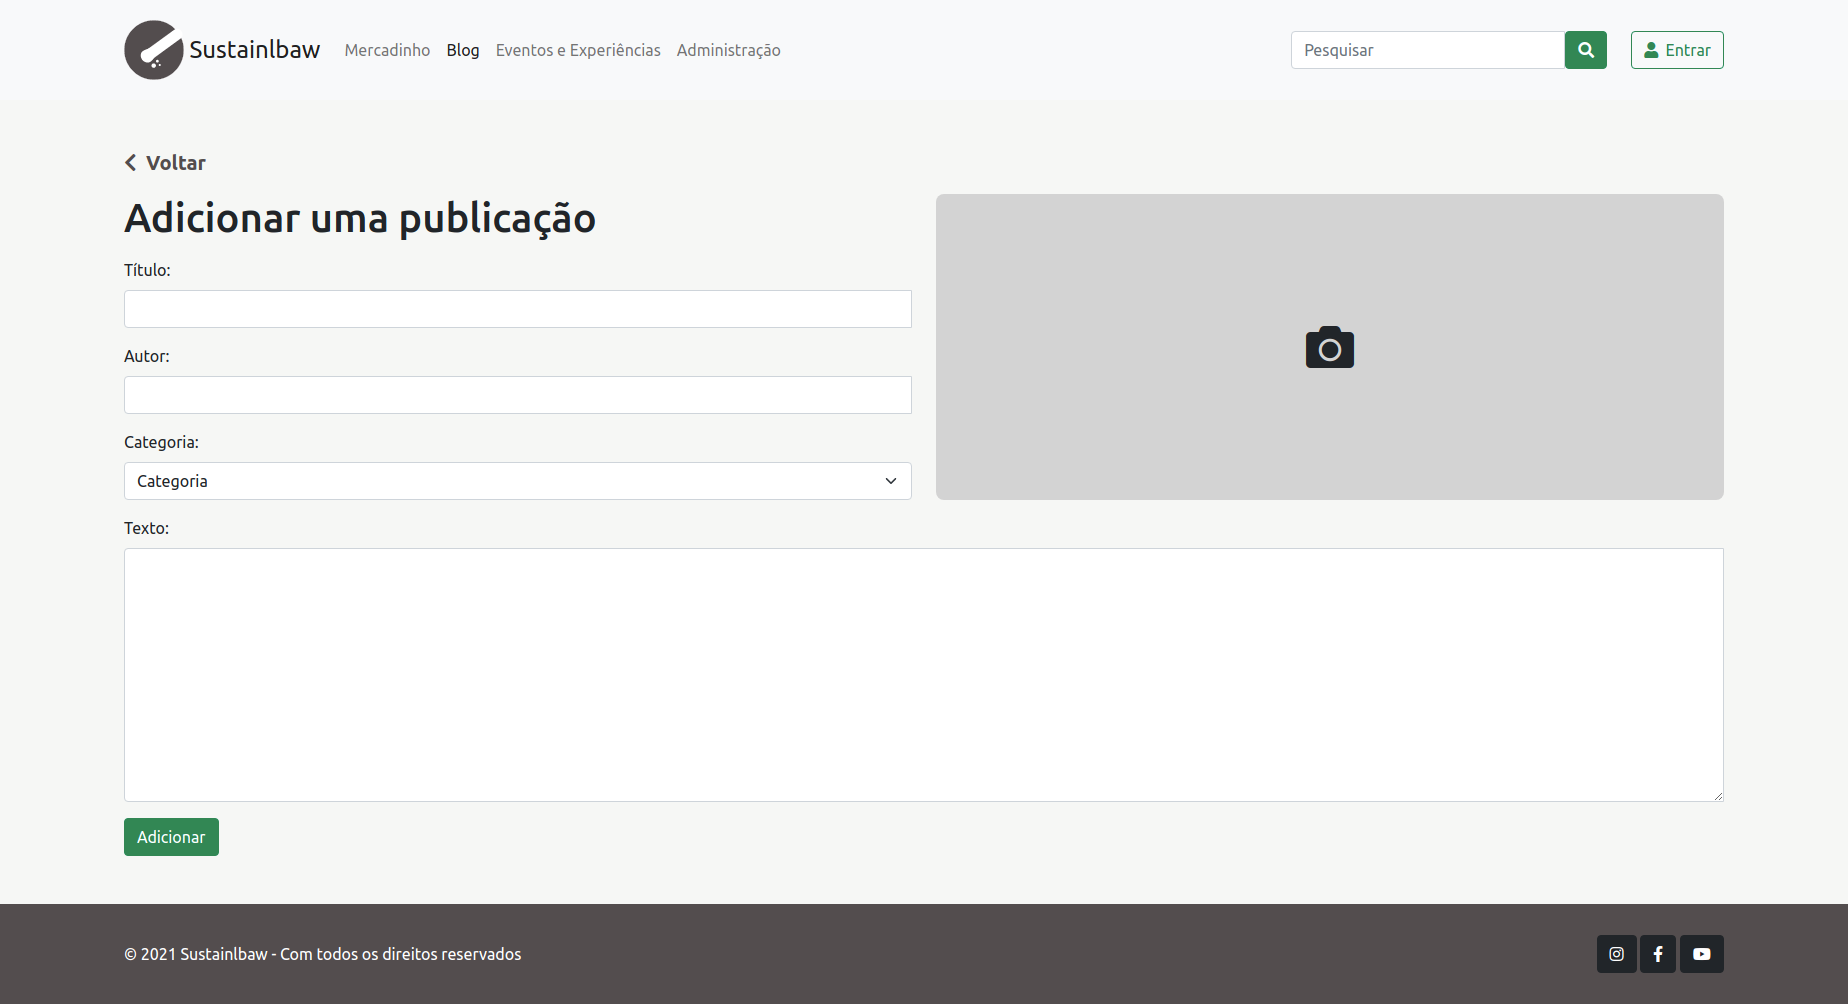 Sustainlbaw Mercadinho Blog Eventos e Experiências Administração Pesquisar Entrar
Voltar
Adicionar uma publicação
Título:
Autor:
Categoria:
Categoria
Texto:
Adicionar
© 2021 Sustainlbaw - Com todos os direitos reservados